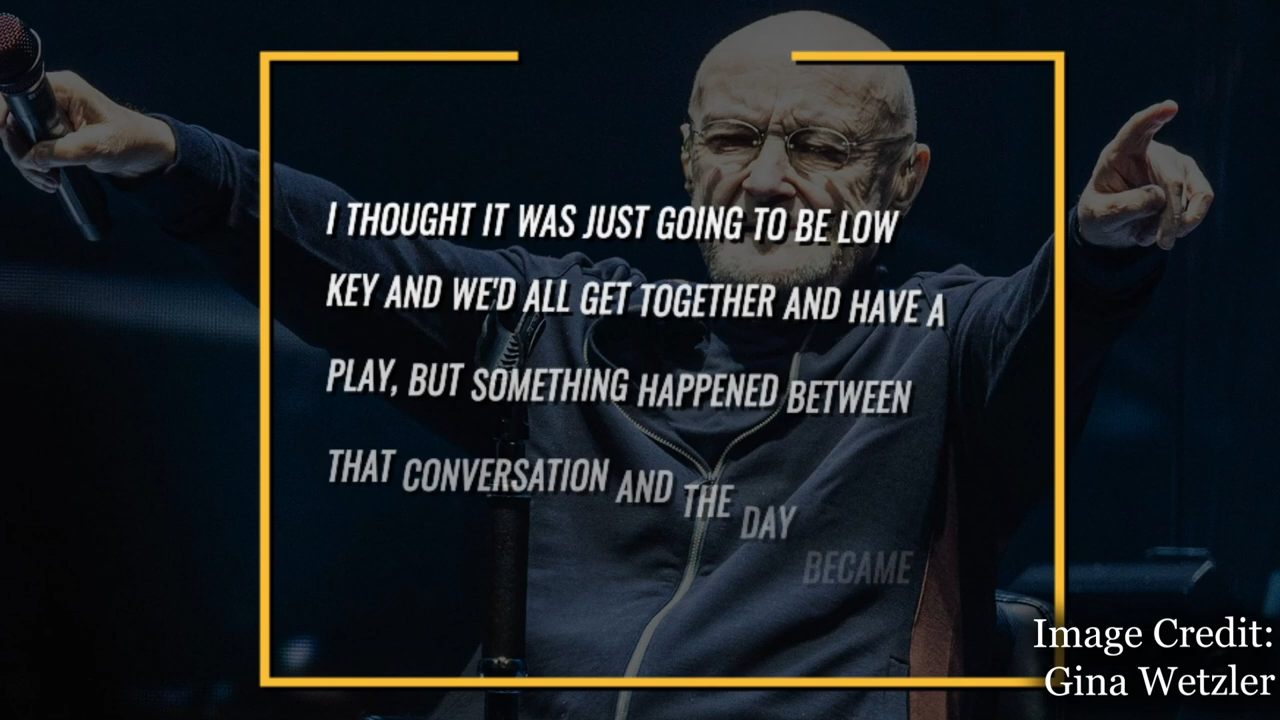 I THOUGHT IT WAS JUST GOING TO BE LOW
KEY AND WE'D ALL GET TOGETHER AND HAVE A
PLAY, BUT SOMETHING HAPPENED BETWEEN
THAT CONVERSATION AND THE DAY
BECAME
Image Credit:
Gina Wetzler